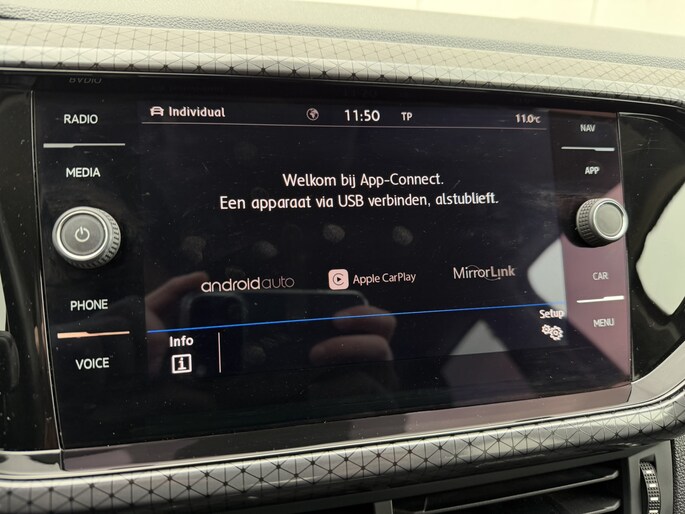 RADIO
MEDIA
PHONE
VOICE
Individual 11:50 TP 11.0°C
Welkom bij App-Connect.
Een apparaat via USB verbinden, alstublieft.
androidauto Apple CarPlay MirrorLink
Info
Setup
NAV
APP
CAR
MENU